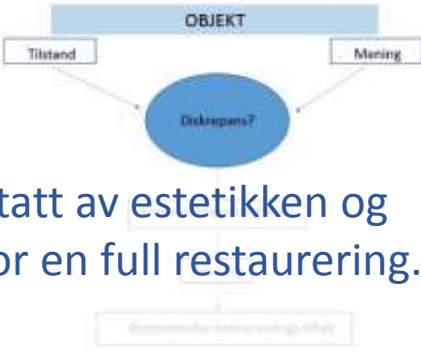 OBJEKT
Tilstand
Mening
Diskrepans?
tatt av estetikken og
or en full restaurering.